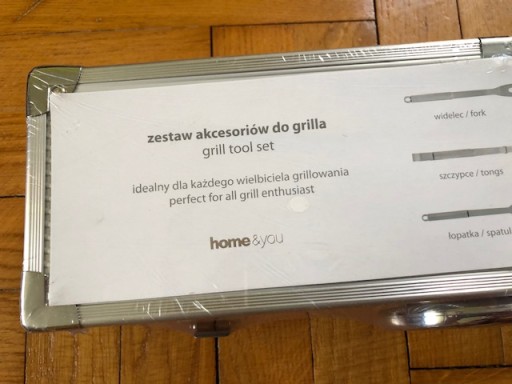 zestaw akcesoriów do grilla
grill tool set
idealny dla każdego wielbiciela grillowania
perfect for all grill enthusiast
home&you
widelec / fork
szczypce / tongs
łopatka / spatul